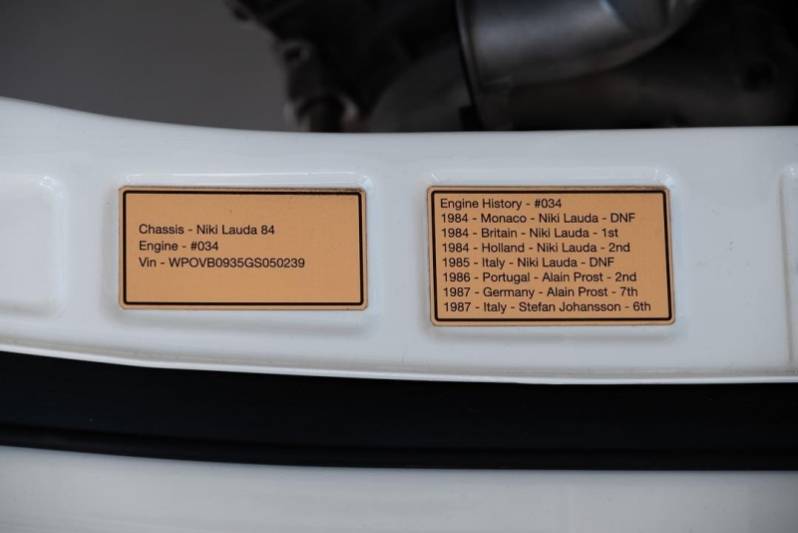 Chassis - Niki Lauda 84
Engine - #034
Vin - WPOVB0935GS050239
Engine History - #034
1984 - Monaco - Niki Lauda - DNF
1984 - Britain - Niki Lauda - 1st
1984 - Holland - Niki Lauda - 2nd
1985 - Italy - Niki Lauda - DNF
1986 - Portugal - Alain Prost - 2nd
1987 - Germany - Alain Prost - 7th
1987 - Italy - Stefan Johansson - 6th